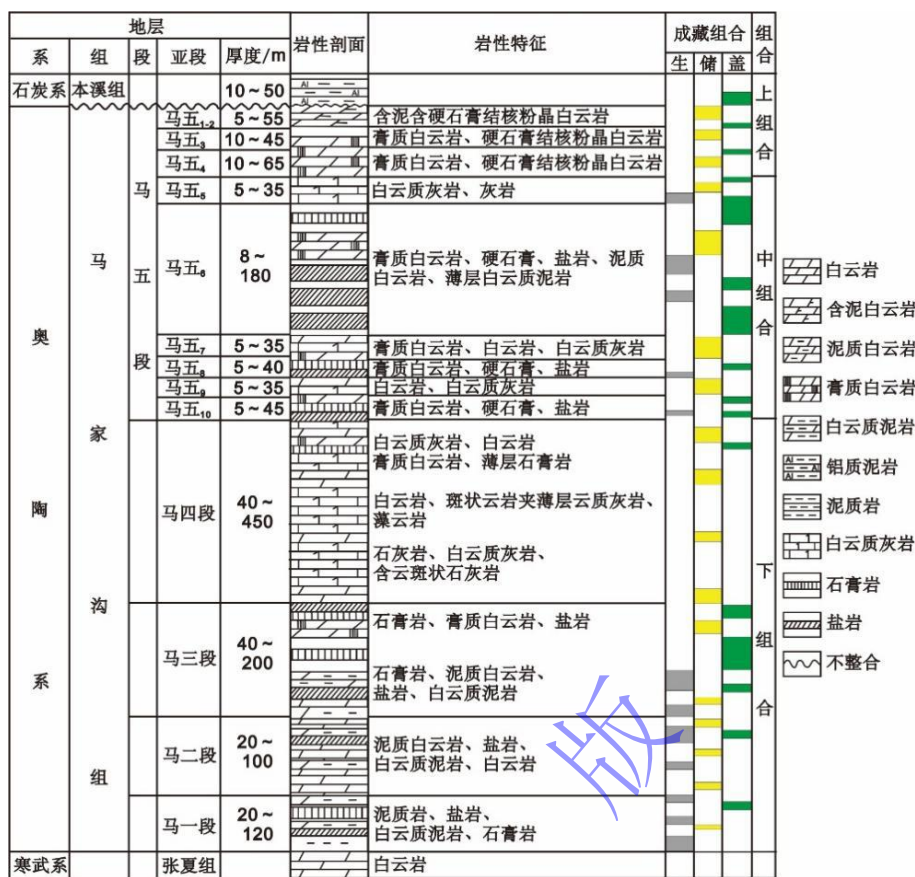 地层
岩性剖面
岩性特征
成藏组合
组合
系 组 段 亚段 厚度/m
生 储 盖
石炭系 本溪组 10~50
Al Al
Al
奥陶系
马家沟组
马五段
上组合
中组合
下组合
马五₁₋₂ 5~55 含泥含硬石膏结核粉晶白云岩
马五₃ 10~45 膏质白云岩、硬石膏结核粉晶白云岩
马五₄ 10~65 膏质白云岩、硬石膏结核粉晶白云岩
马五₅ 5~35 白云质灰岩、灰岩
马五₆ 8~180 膏质白云岩、硬石膏、盐岩、泥质
白云岩、薄层白云质泥岩
马五₇ 5~35 膏质白云岩、白云岩、白云质灰岩
马五₈ 5~40 膏质白云岩、硬石膏、盐岩
马五₉ 5~35 白云岩、白云质灰岩
马五₁₀ 5~45 膏质白云岩、硬石膏、盐岩
马四段 40~450 白云质灰岩、白云岩
膏质白云岩、薄层石膏岩
白云岩、斑状云岩夹薄层云质灰岩、
藻云岩
石灰岩、白云质灰岩、
含云斑状石灰岩
马三段 40~200 石膏岩、膏质白云岩、盐岩
石膏岩、泥质白云岩、
盐岩、白云质泥岩
马二段 20~100 泥质白云岩、盐岩、
白云质泥岩、白云岩
马一段 20~120 泥质岩、盐岩、
白云质泥岩、石膏岩
寒武系 张夏组 白云岩
白云岩
含泥白云岩
泥质白云岩
膏质白云岩
白云质泥岩
Al Al Al 铝质泥岩
泥质岩
白云质灰岩
石膏岩
盐岩
不整合
版